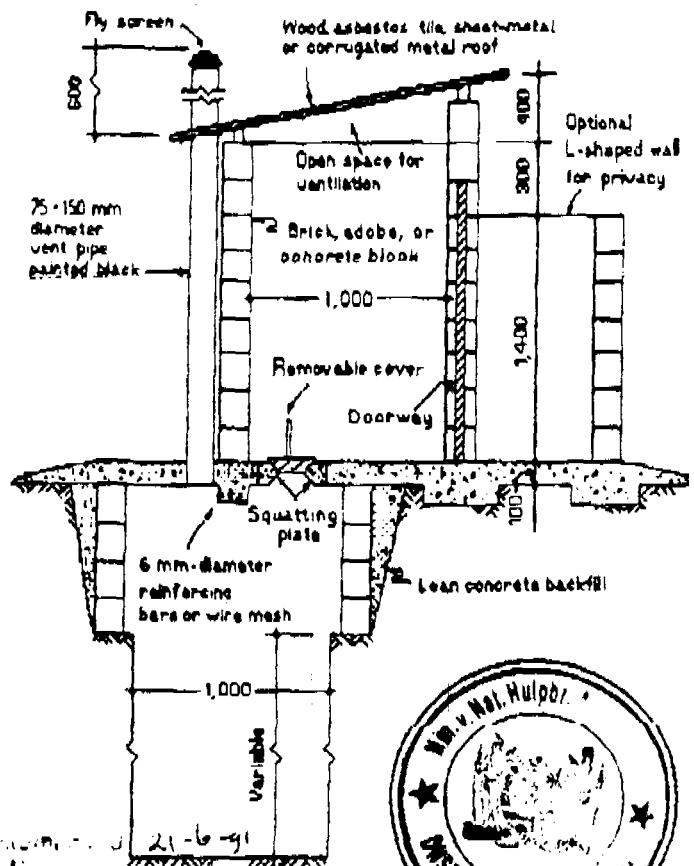 Fly screen
Wood, asbestos tile, sheet-metal
or corrugated metal roof
600
400
Optional
L-shaped wall
for privacy
Open space for
ventilation
300
75-150 mm
diameter
vent pipe
painted black
Brick, adobe, or
concrete block
1,000
1,400
Removable cover
Doorway
Squatting
plate
100
6 mm-diameter
reinforcing
bars or wire mesh
Lean concrete backfill
1,000
Variable
Min. v. Nat. Hulpbr.
21-6-91